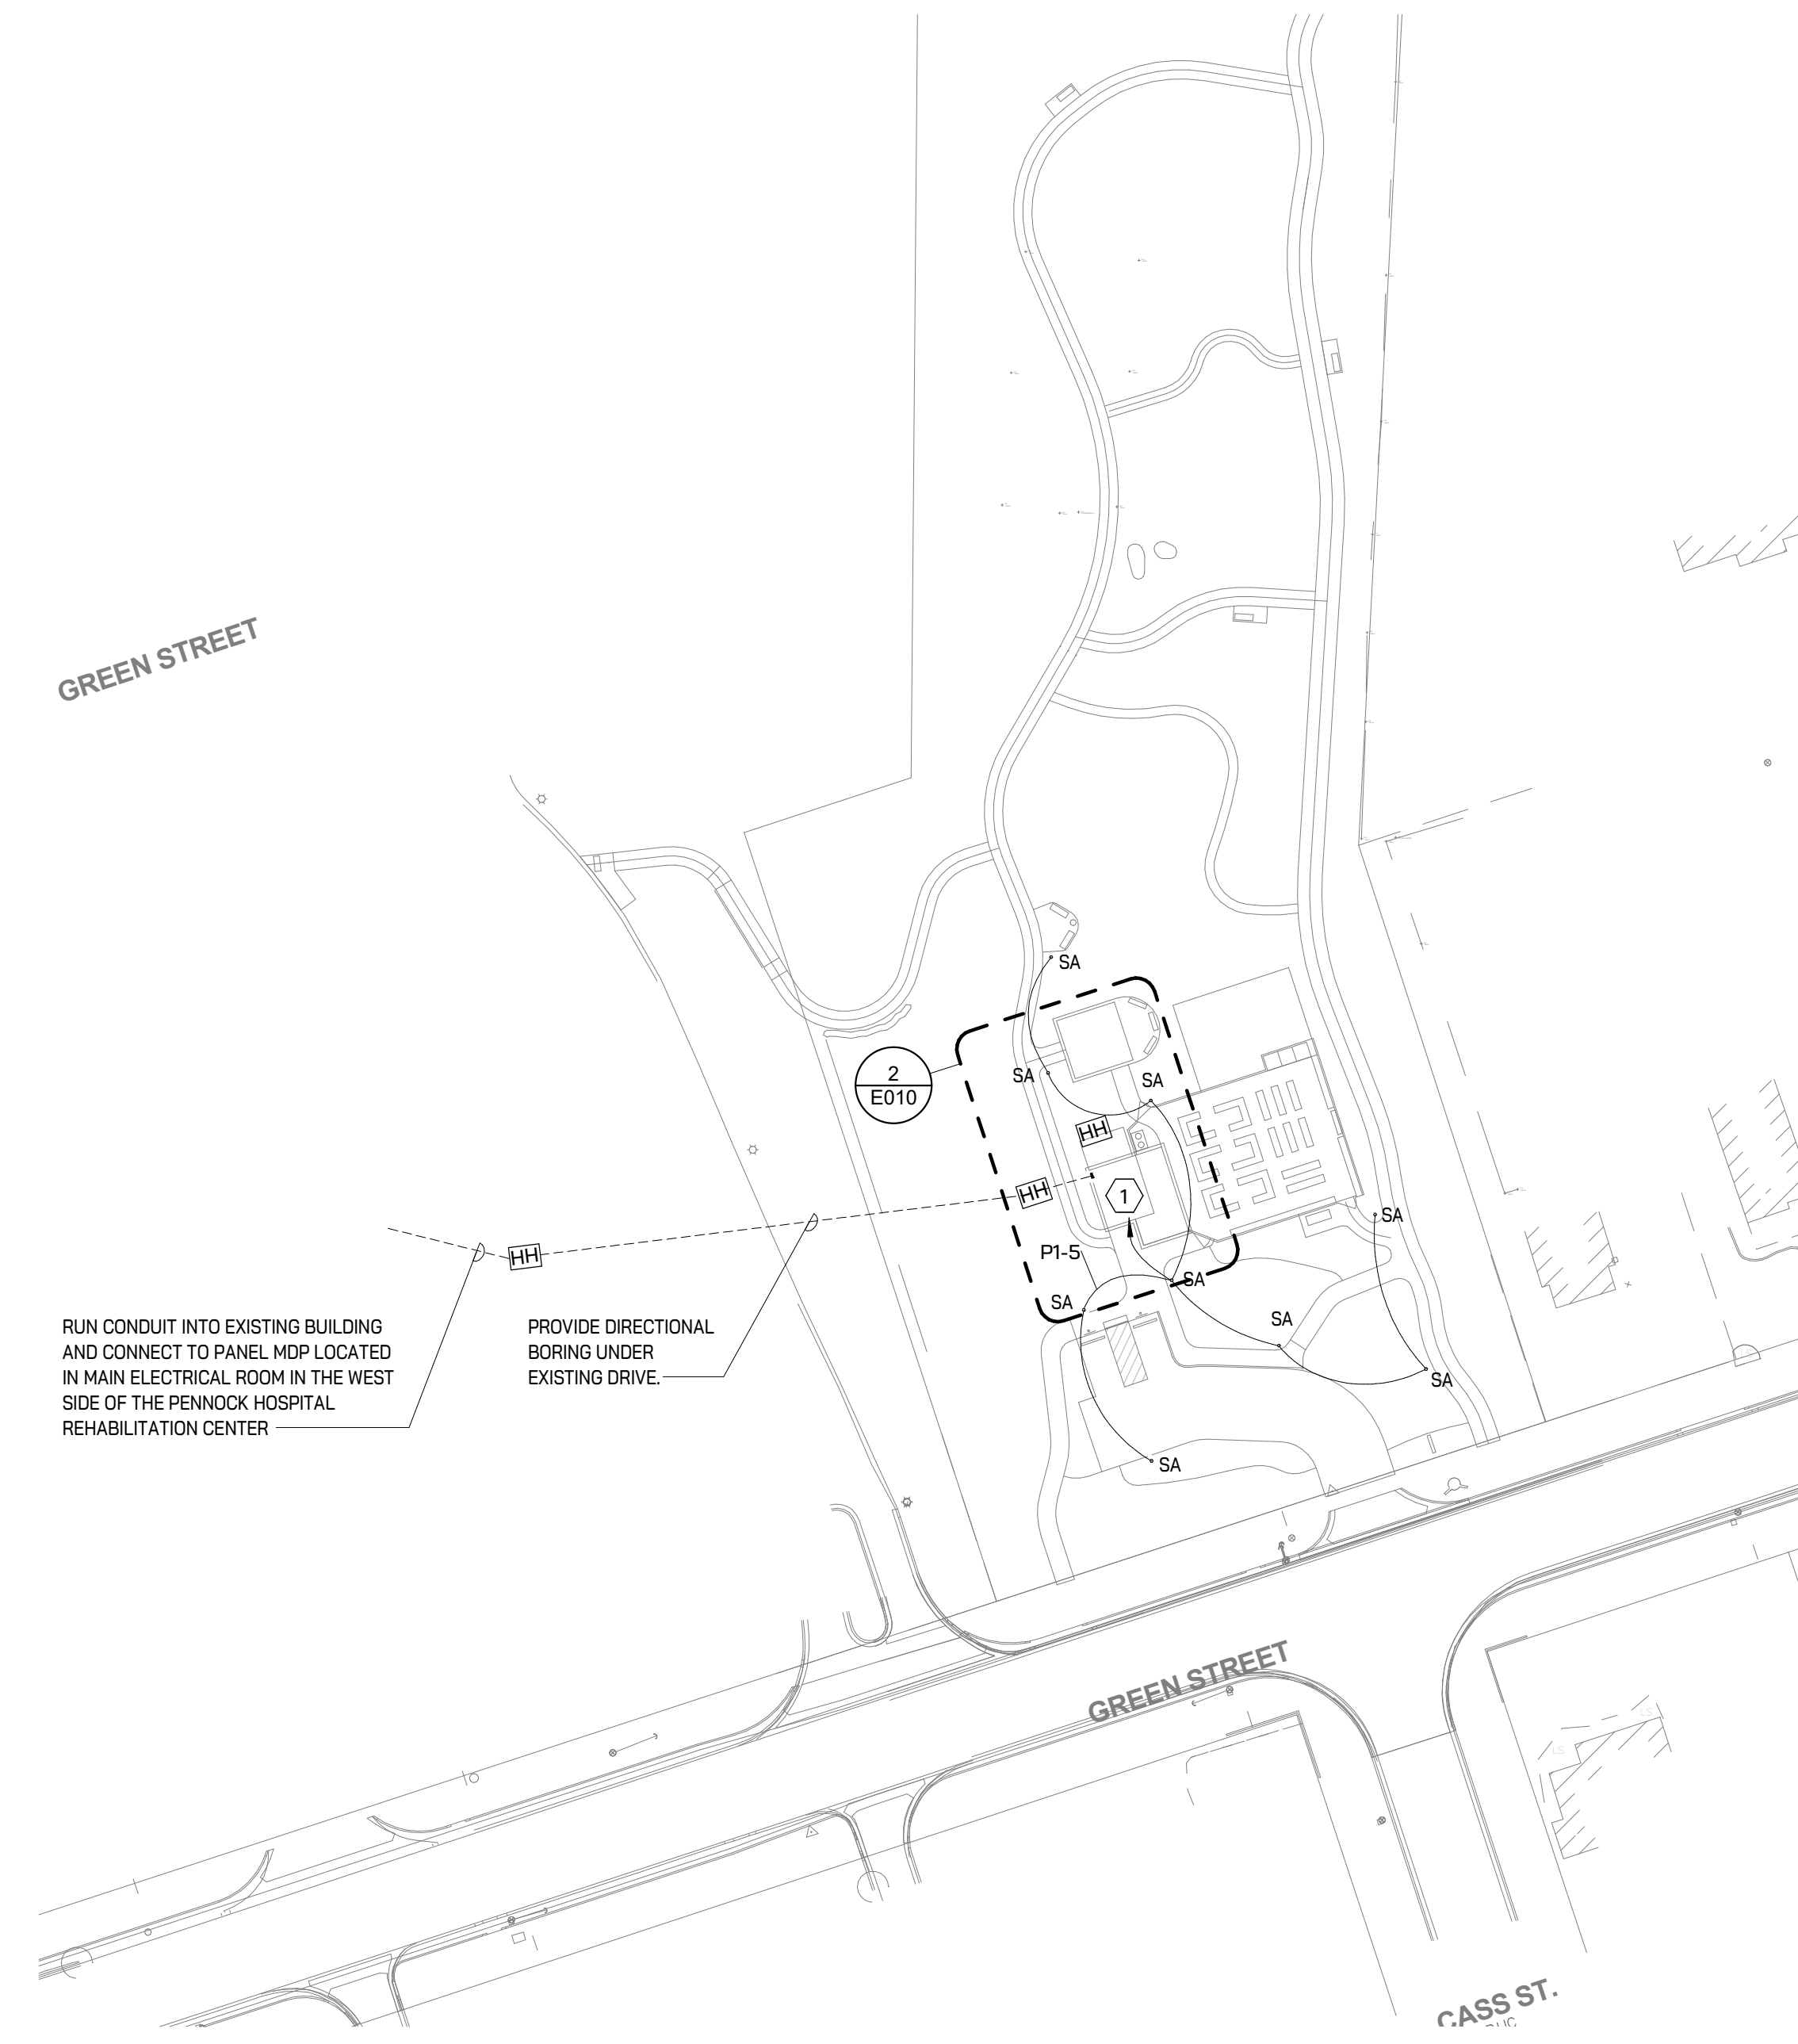 GREEN STREET
SA
2
E010
SA
SA
HH
HH
1
SA
P1-5
HH
SA
SA
SA
SA
RUN CONDUIT INTO EXISTING BUILDING
AND CONNECT TO PANEL MDP LOCATED
IN MAIN ELECTRICAL ROOM IN THE WEST
SIDE OF THE PENNOCK HOSPITAL
REHABILITATION CENTER
PROVIDE DIRECTIONAL
BORING UNDER
EXISTING DRIVE.
SA
GREEN STREET
LS
LS
CASS ST.